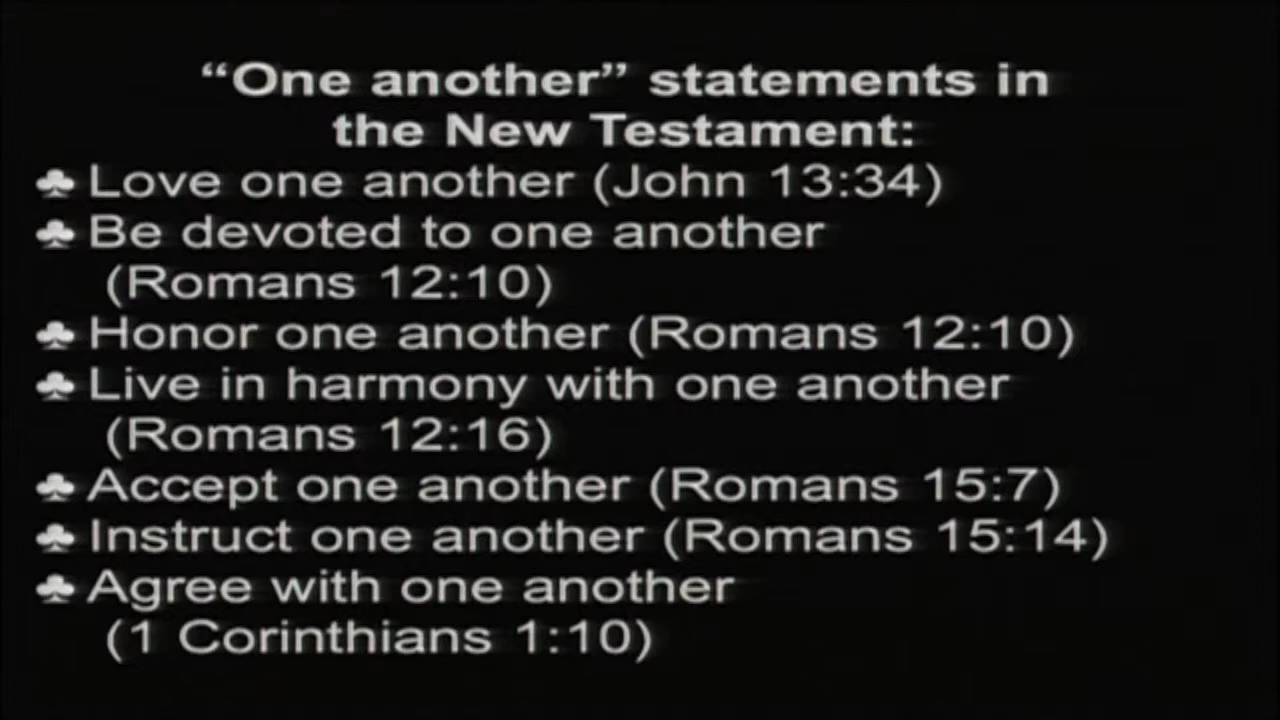 “One another” statements in
the New Testament:
♣ Love one another (John 13:34)
♣ Be devoted to one another
(Romans 12:10)
♣ Honor one another (Romans 12:10)
♣ Live in harmony with one another
(Romans 12:16)
♣ Accept one another (Romans 15:7)
♣ Instruct one another (Romans 15:14)
♣ Agree with one another
(1 Corinthians 1:10)